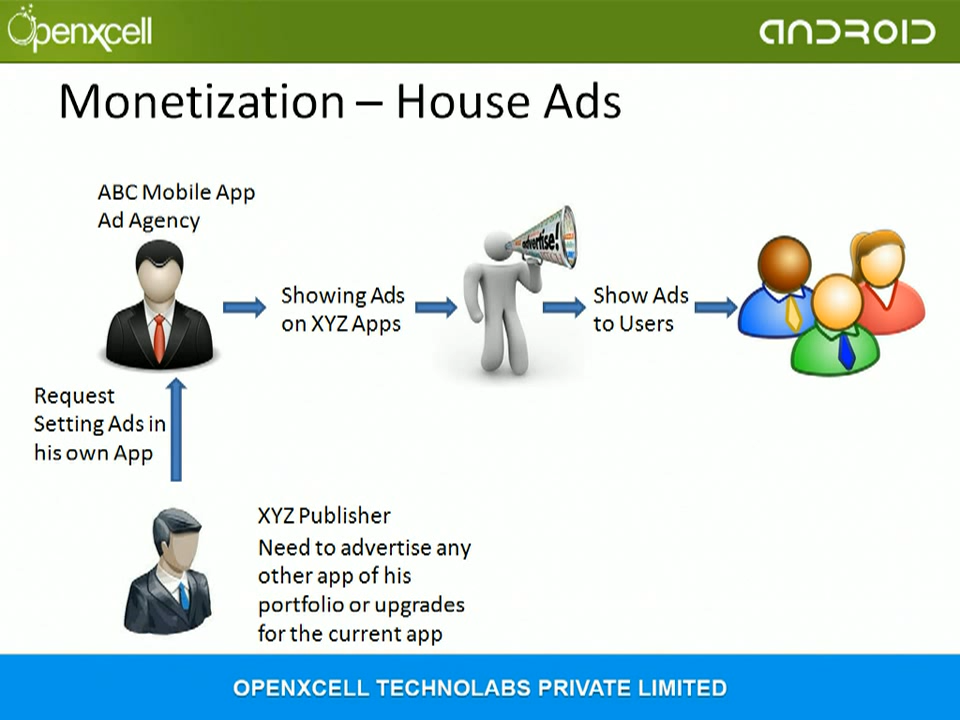 Openxcell
ANDROID
Monetization – House Ads
ABC Mobile App
Ad Agency
advertise!
Showing Ads
on XYZ Apps
Show Ads
to Users
Request
Setting Ads in
his own App
XYZ Publisher
Need to advertise any
other app of his
portfolio or upgrades
for the current app
OPENXCELL TECHNOLABS PRIVATE LIMITED